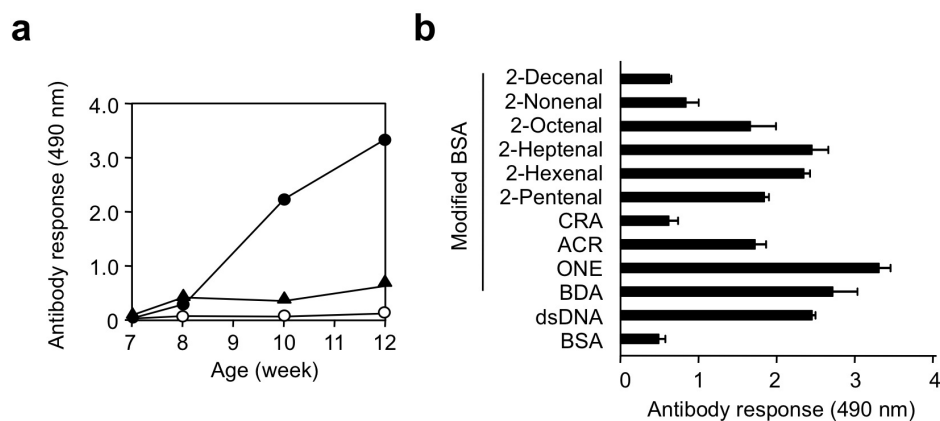 a
Antibody response (490 nm)
4.0
3.0
2.0
1.0
0
7 8 9 10 11 12
Age (week)
b
Modified BSA
2-Decenal
2-Nonenal
2-Octenal
2-Heptenal
2-Hexenal
2-Pentenal
CRA
ACR
ONE
BDA
dsDNA
BSA
0 1 2 3 4
Antibody response (490 nm)